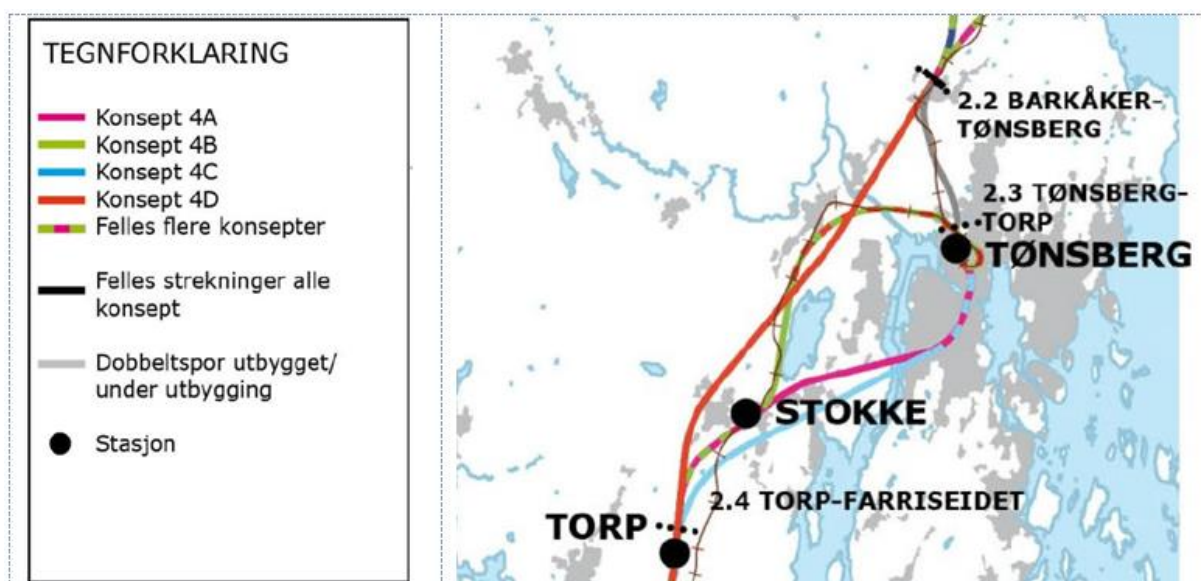 TEGNFORKLARING
Konsept 4A
Konsept 4B
Konsept 4C
Konsept 4D
Felles flere konsepter
Felles strekninger alle
konsept
Dobbeltspor utbygget/
under utbygging
Stasjon
2.2 BARKÅKER-
TØNSBERG
2.3 TØNSBERG-
TORP
TØNSBERG
STOKKE
2.4 TORP-FARRISEIDET
TORP